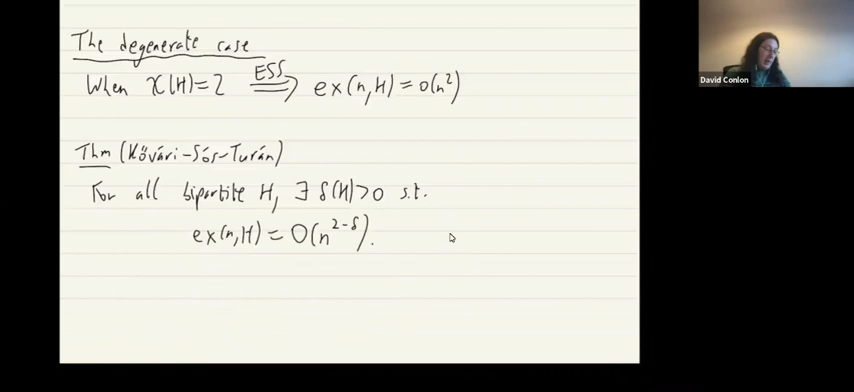 The degenerate case
When χ(H)=2 ESS ⟹ ex(n,H)=o(n²)
Thm (Kővári-Sós-Turán)
For all bipartite H, ∃ δ(H)>0 s.t.
ex(n,H) = O(n^{2-δ}).
David Conlon